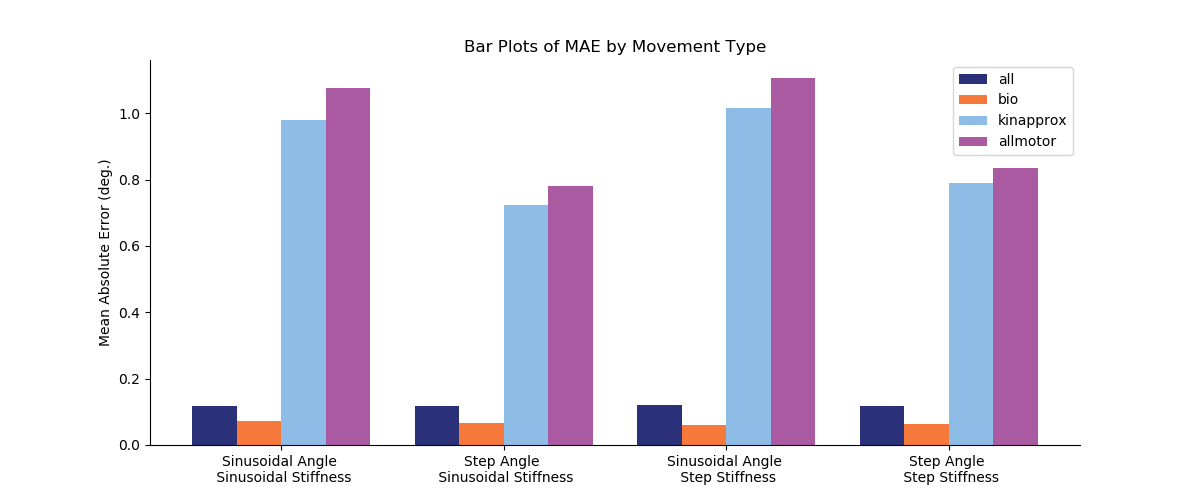 Bar Plots of MAE by Movement Type
all
bio
kinapprox
allmotor
Mean Absolute Error (deg.)
1.0
0.8
0.6
0.4
0.2
0.0
Sinusoidal Angle
Sinusoidal Stiffness
Step Angle
Sinusoidal Stiffness
Sinusoidal Angle
Step Stiffness
Step Angle
Step Stiffness